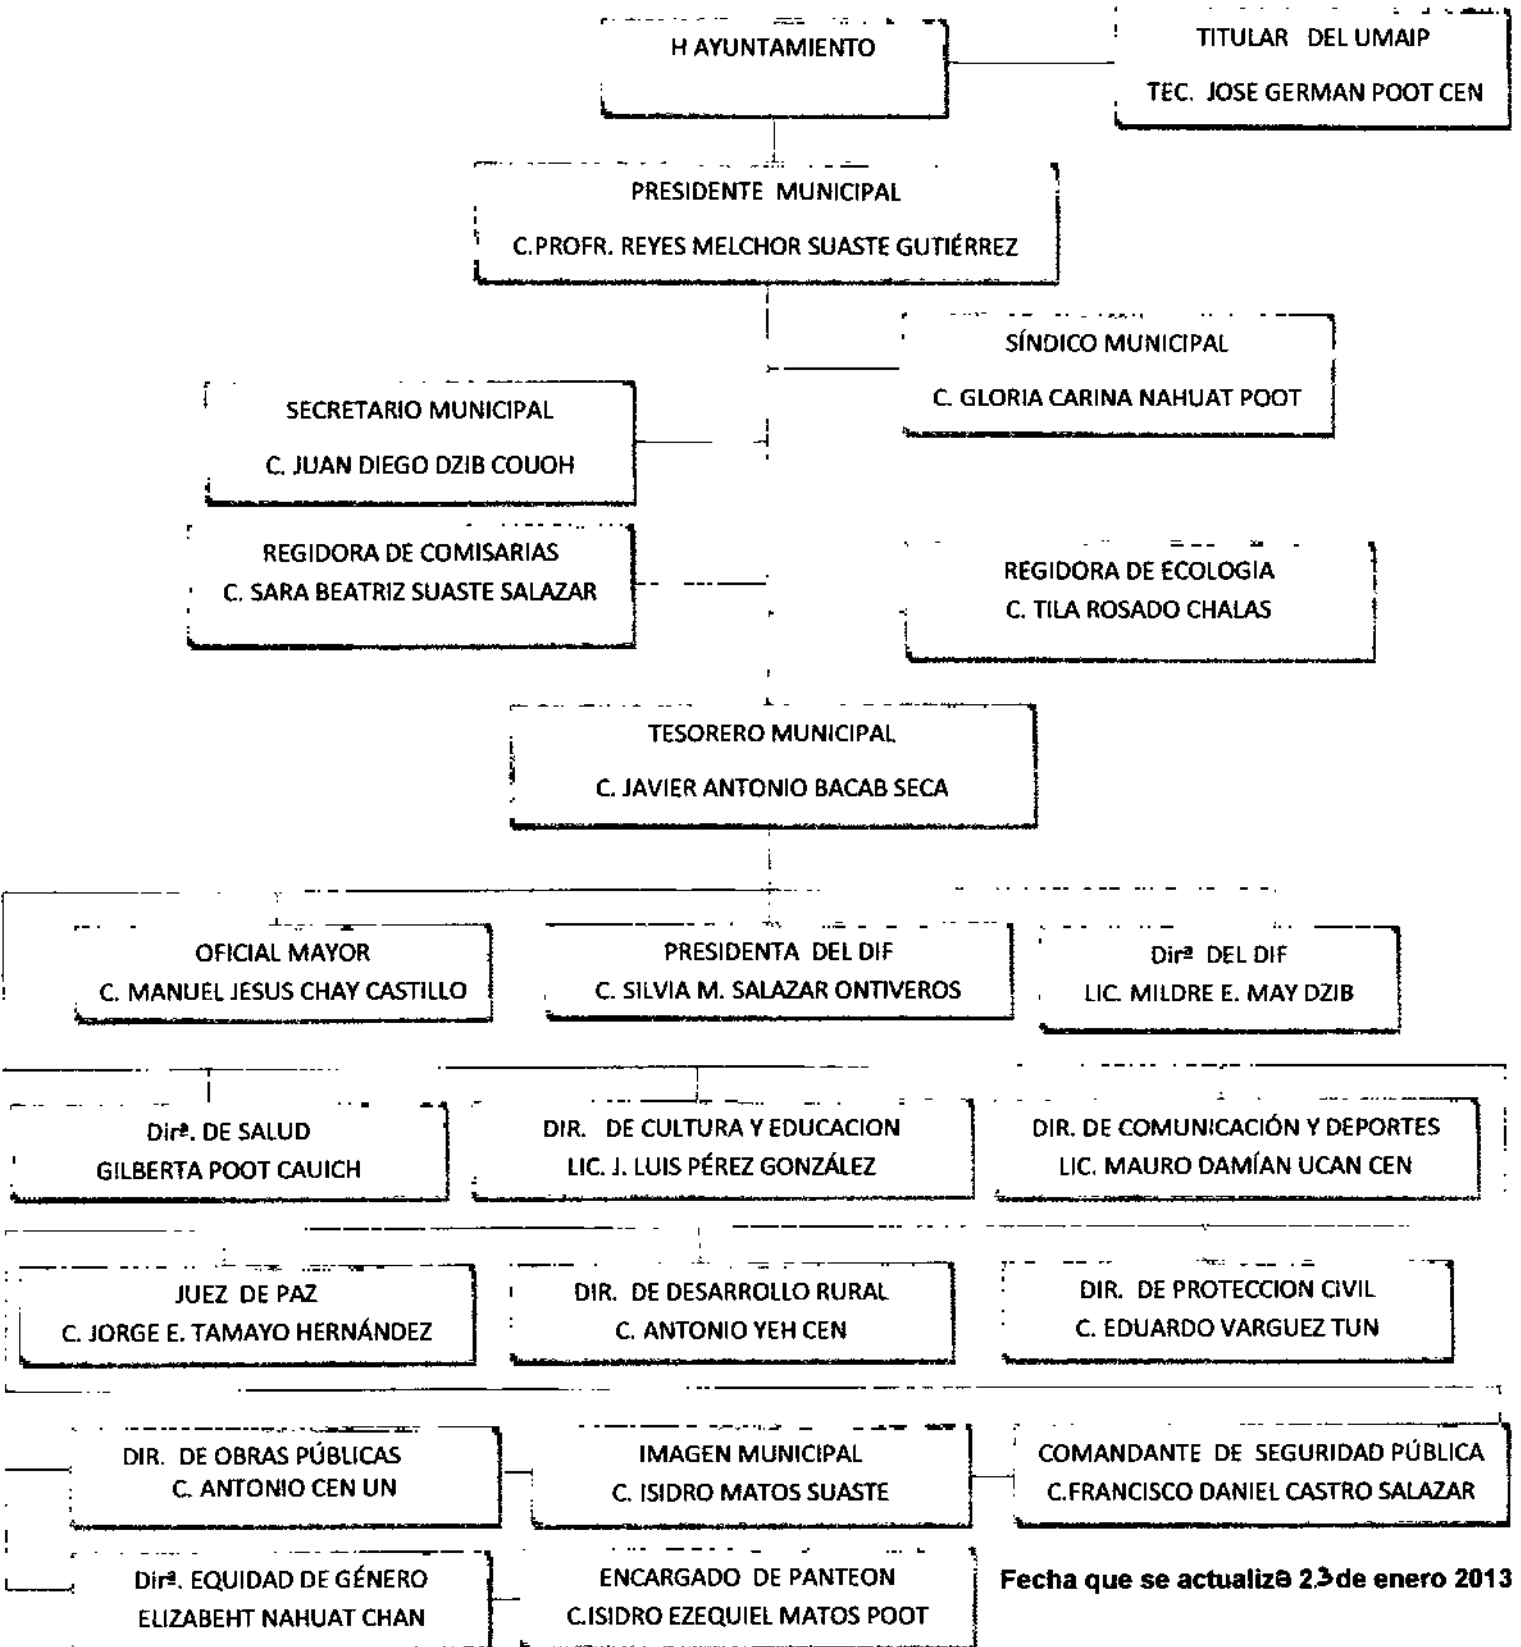 H AYUNTAMIENTO
TITULAR DEL UMAIP
TEC. JOSE GERMAN POOT CEN
PRESIDENTE MUNICIPAL
C.PROFR. REYES MELCHOR SUASTE GUTIÉRREZ
SÍNDICO MUNICIPAL
C. GLORIA CARINA NAHUAT POOT
SECRETARIO MUNICIPAL
C. JUAN DIEGO DZIB COUOH
REGIDORA DE COMISARIAS
C. SARA BEATRIZ SUASTE SALAZAR
REGIDORA DE ECOLOGIA
C. TILA ROSADO CHALAS
TESORERO MUNICIPAL
C. JAVIER ANTONIO BACAB SECA
OFICIAL MAYOR
C. MANUEL JESUS CHAY CASTILLO
PRESIDENTA DEL DIF
C. SILVIA M. SALAZAR ONTIVEROS
Dirª DEL DIF
LIC. MILDRE E. MAY DZIB
Dirª. DE SALUD
GILBERTA POOT CAUICH
DIR. DE CULTURA Y EDUCACION
LIC. J. LUIS PÉREZ GONZÁLEZ
DIR. DE COMUNICACIÓN Y DEPORTES
LIC. MAURO DAMÍAN UCAN CEN
JUEZ DE PAZ
C. JORGE E. TAMAYO HERNÁNDEZ
DIR. DE DESARROLLO RURAL
C. ANTONIO YEH CEN
DIR. DE PROTECCION CIVIL
C. EDUARDO VARGUEZ TUN
DIR. DE OBRAS PÚBLICAS
C. ANTONIO CEN UN
IMAGEN MUNICIPAL
C. ISIDRO MATOS SUASTE
COMANDANTE DE SEGURIDAD PÚBLICA
C.FRANCISCO DANIEL CASTRO SALAZAR
Dirª. EQUIDAD DE GÉNERO
ELIZABEHT NAHUAT CHAN
ENCARGADO DE PANTEON
C.ISIDRO EZEQUIEL MATOS POOT
Fecha que se actualiza 23 de enero 2013